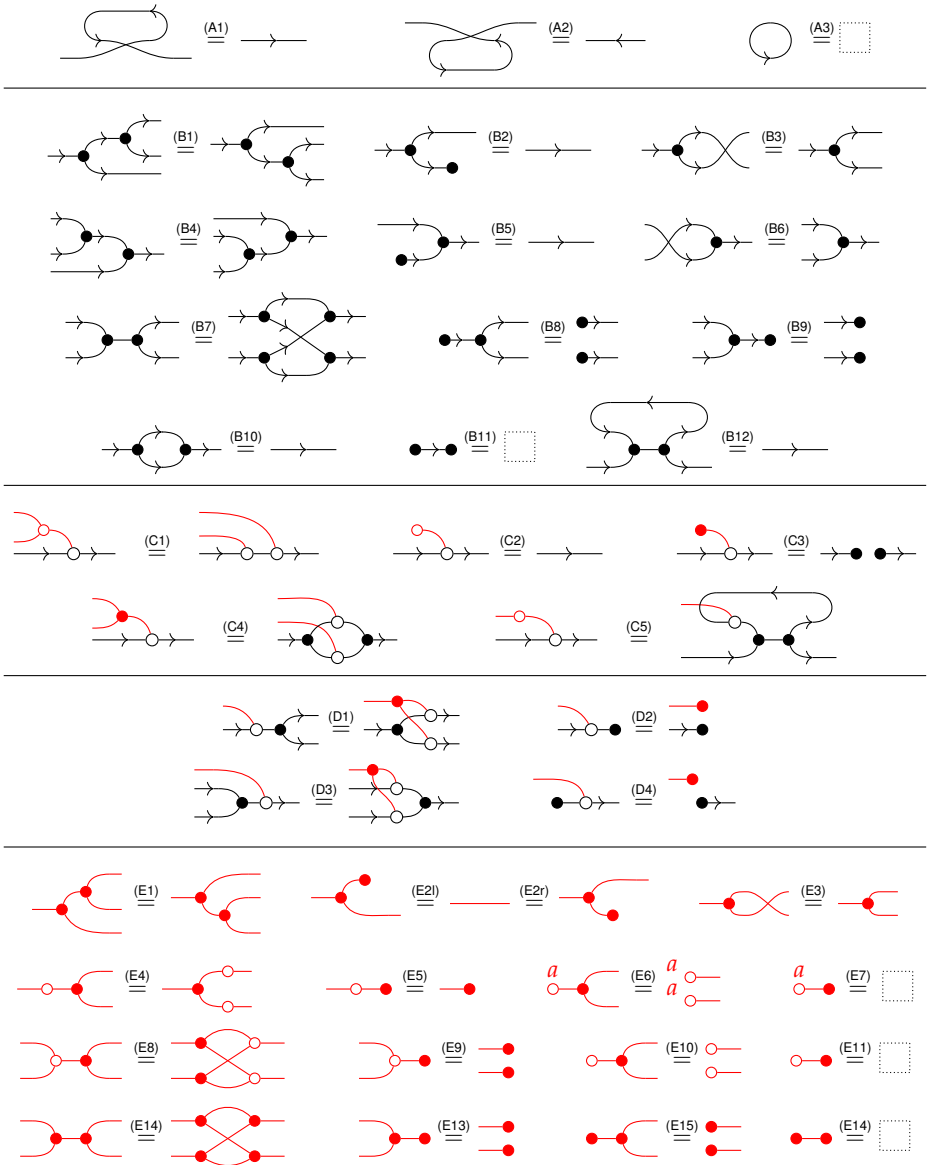 (A1) (A2) (A3)
(B1) (B2) (B3)
(B4) (B5) (B6)
(B7) (B8) (B9)
(B10) (B11) (B12)
(C1) (C2) (C3)
(C4) (C5)
(D1) (D2)
(D3) (D4)
(E1) (E2l) (E2r) (E3)
(E4) (E5) a (E6) a a a (E7)
(E8) (E9) (E10) (E11)
(E14) (E13) (E15) (E14)